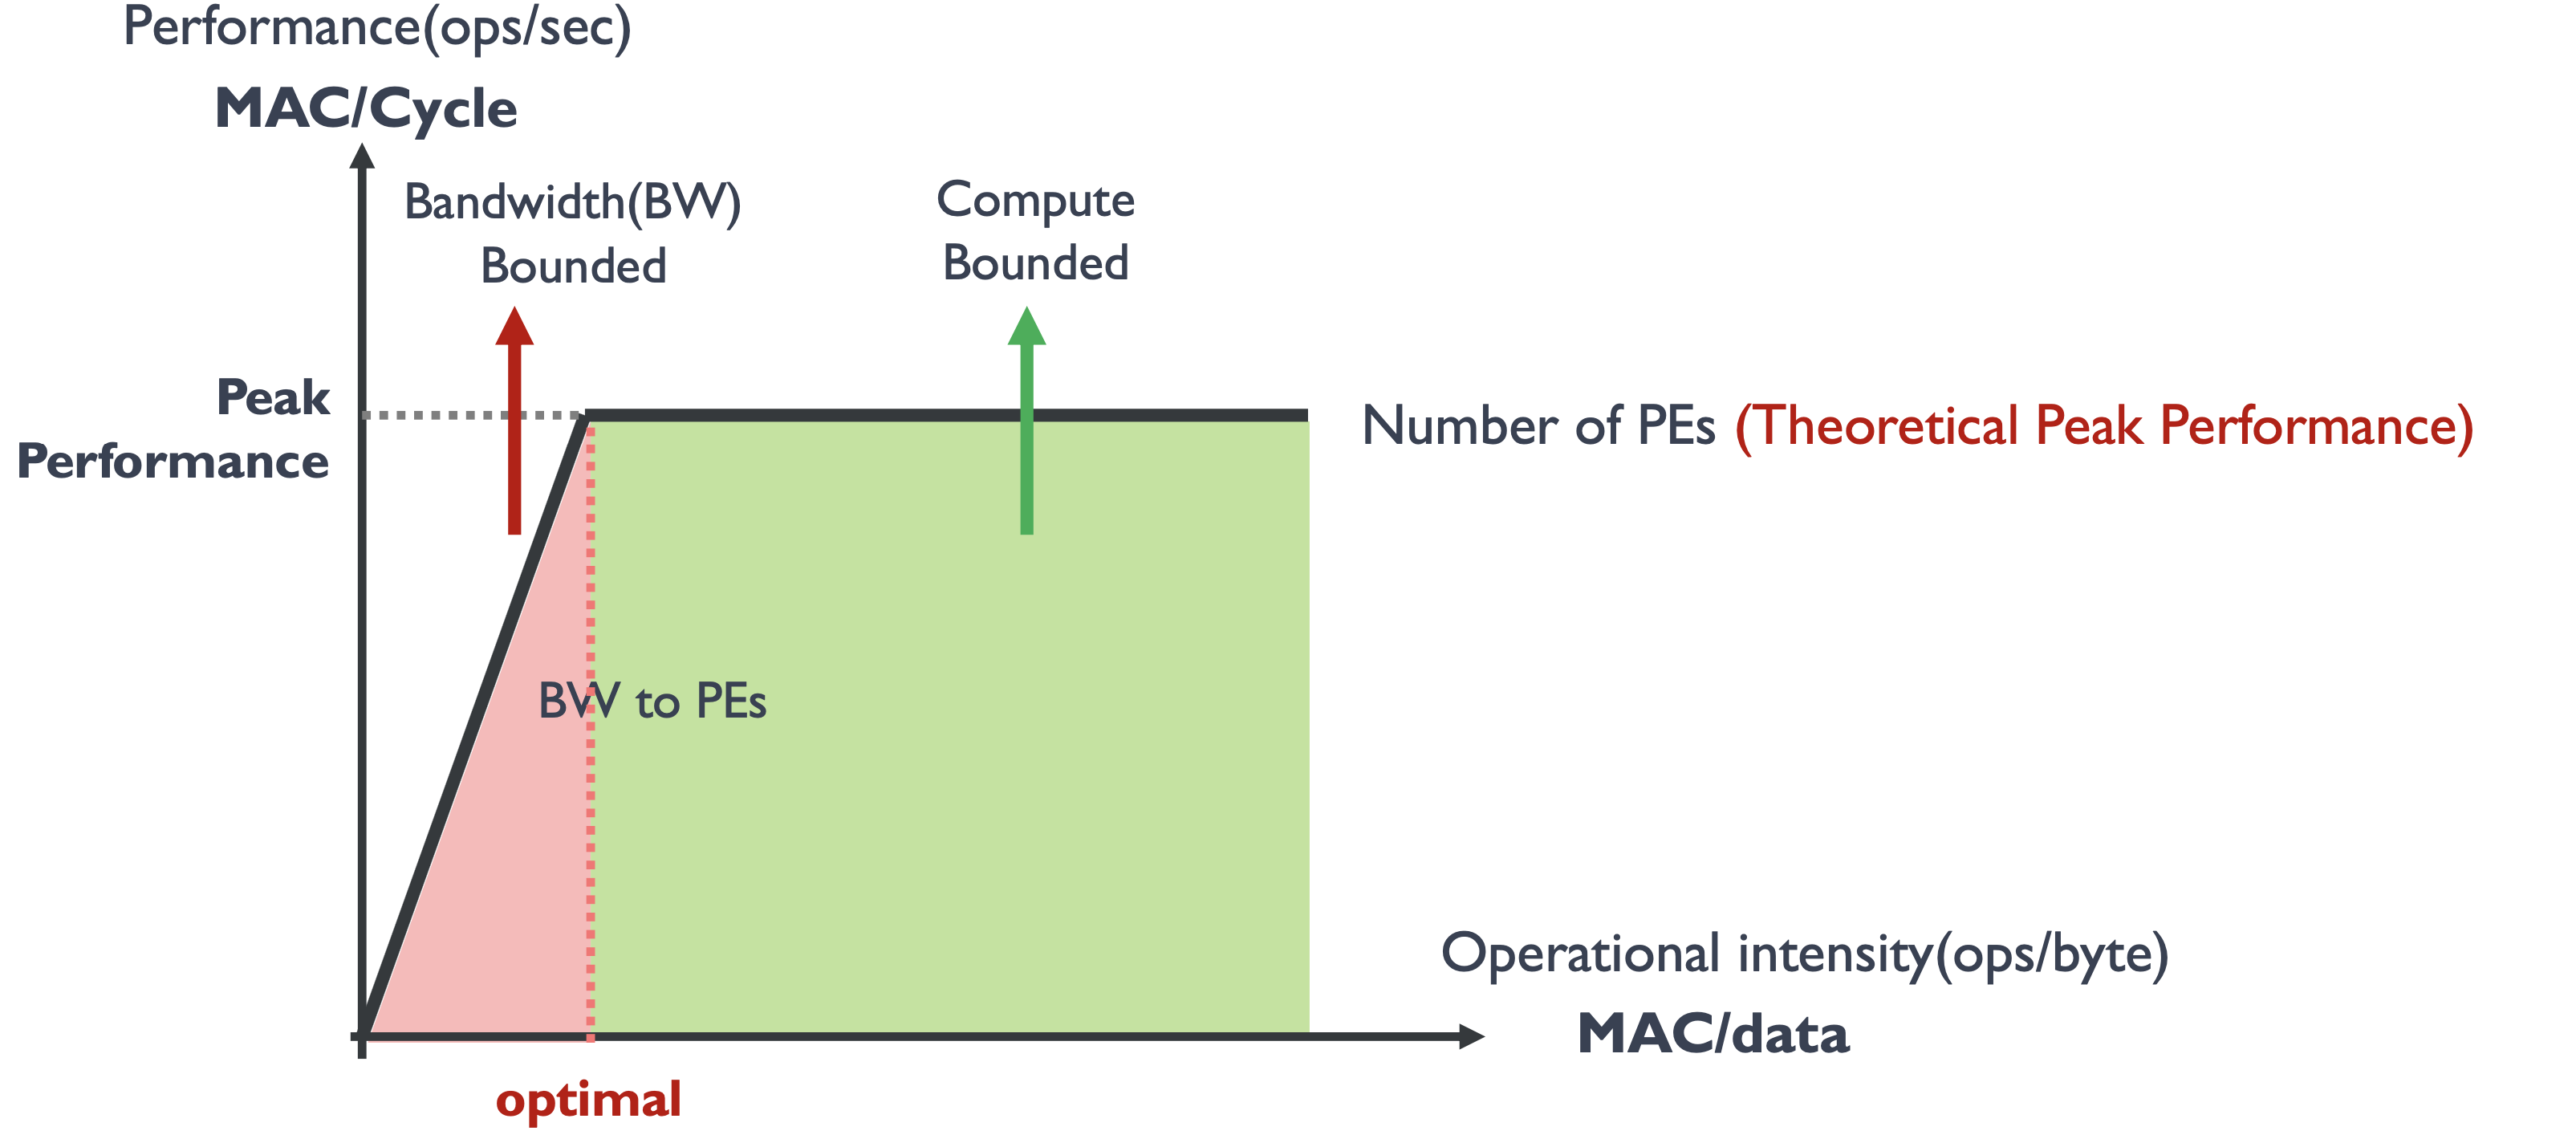 Performance(ops/sec)
MAC/Cycle
Bandwidth(BW)
Bounded
Compute
Bounded
Peak
Performance
Number of PEs (Theoretical Peak Performance)
BW to PEs
Operational intensity(ops/byte)
MAC/data
optimal